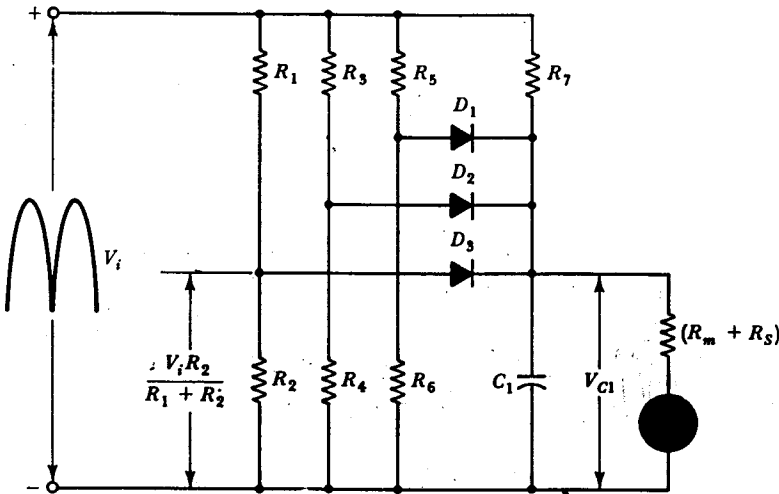 +
R1
R3
R5
R7
D1
D2
D3
Vi
ViR2
R1 + R2
R2
R4
R6
C1
VC1
(Rm + RS)
−